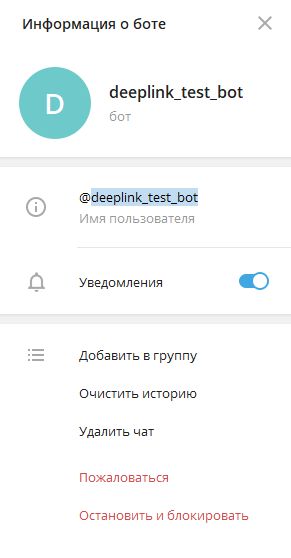 Информация о боте
D
deeplink_test_bot
бот
@deeplink_test_bot
Имя пользователя
Уведомления
Добавить в группу
Очистить историю
Удалить чат
Пожаловаться
Остановить и блокировать